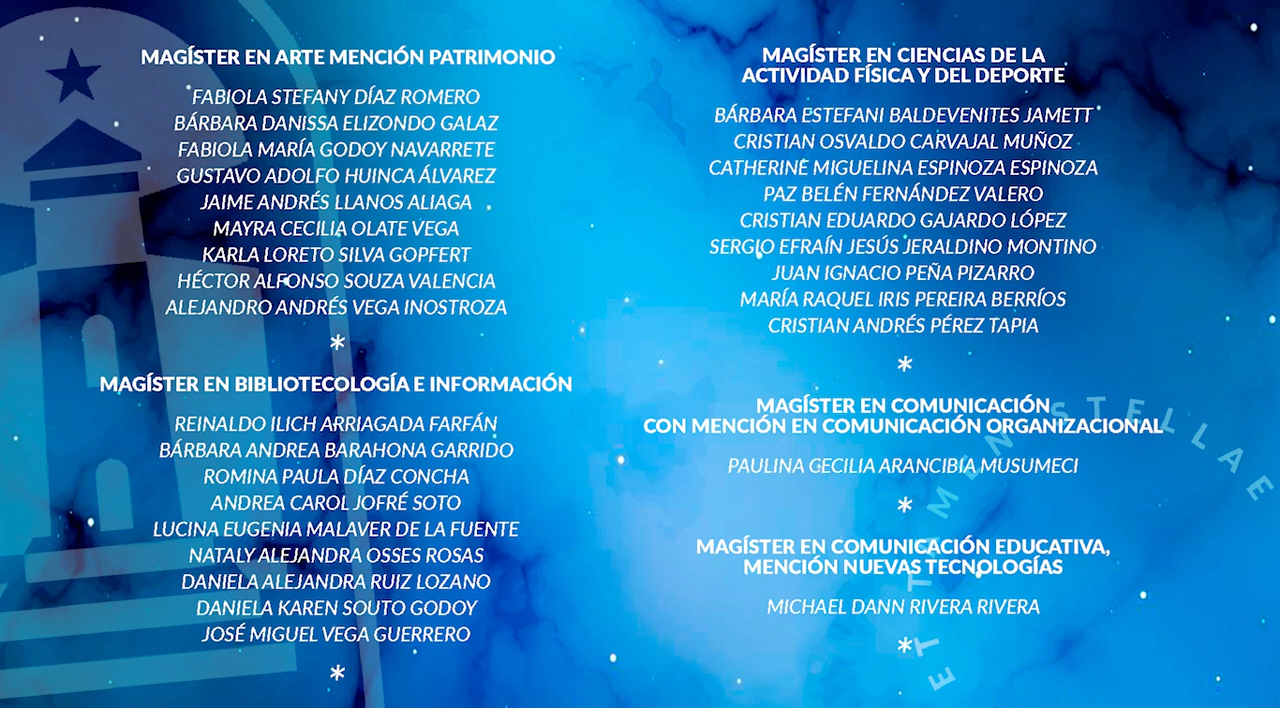 MAGÍSTER EN ARTE MENCIÓN PATRIMONIO
FABIOLA STEFANY DÍAZ ROMERO
BÁRBARA DANISSA ELIZONDO GALAZ
FABIOLA MARÍA GODOY NAVARRETE
GUSTAVO ADOLFO HUINCA ÁLVAREZ
JAIME ANDRÉS LLANOS ALIAGA
MAYRA CECILIA OLATE VEGA
KARLA LORETO SILVA GOPFERT
HÉCTOR ALFONSO SOUZA VALENCIA
ALEJANDRO ANDRÉS VEGA INOSTROZA
*
MAGÍSTER EN BIBLIOTECOLOGÍA E INFORMACIÓN
REINALDO ILICH ARRIAGADA FARFÁN
BÁRBARA ANDREA BARAHONA GARRIDO
ROMINA PAULA DÍAZ CONCHA
ANDREA CAROL JOFRÉ SOTO
LUCINA EUGENIA MALAVER DE LA FUENTE
NATALY ALEJANDRA OSSES ROSAS
DANIELA ALEJANDRA RUIZ LOZANO
DANIELA KAREN SOUTO GODOY
JOSÉ MIGUEL VEGA GUERRERO
*
MAGÍSTER EN CIENCIAS DE LA
ACTIVIDAD FÍSICA Y DEL DEPORTE
BÁRBARA ESTEFANI BALDEVENITES JAMETT
CRISTIAN OSVALDO CARVAJAL MUÑOZ
CATHERINE MIGUELINA ESPINOZA ESPINOZA
PAZ BELÉN FERNÁNDEZ VALERO
CRISTIAN EDUARDO GAJARDO LÓPEZ
SERGIO EFRAÍN JESÚS JERALDINO MONTINO
JUAN IGNACIO PEÑA PIZARRO
MARÍA RAQUEL IRIS PEREIRA BERRÍOS
CRISTIAN ANDRÉS PÉREZ TAPIA
*
MAGÍSTER EN COMUNICACIÓN
CON MENCIÓN EN COMUNICACIÓN ORGANIZACIONAL
PAULINA CECILIA ARANCIBIA MUSUMECI
*
MAGÍSTER EN COMUNICACIÓN EDUCATIVA,
MENCIÓN NUEVAS TECNOLOGÍAS
MICHAEL DANN RIVERA RIVERA
*
ET TAMEN STELLAE